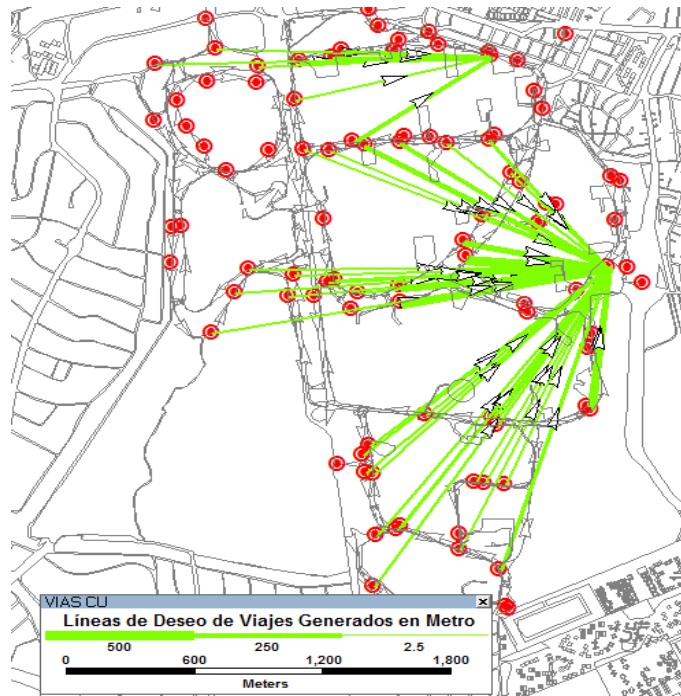 VIAS CU
Líneas de Deseo de Viajes Generados en Metro
500 250 2.5
0 600 1,200 1,800
Meters